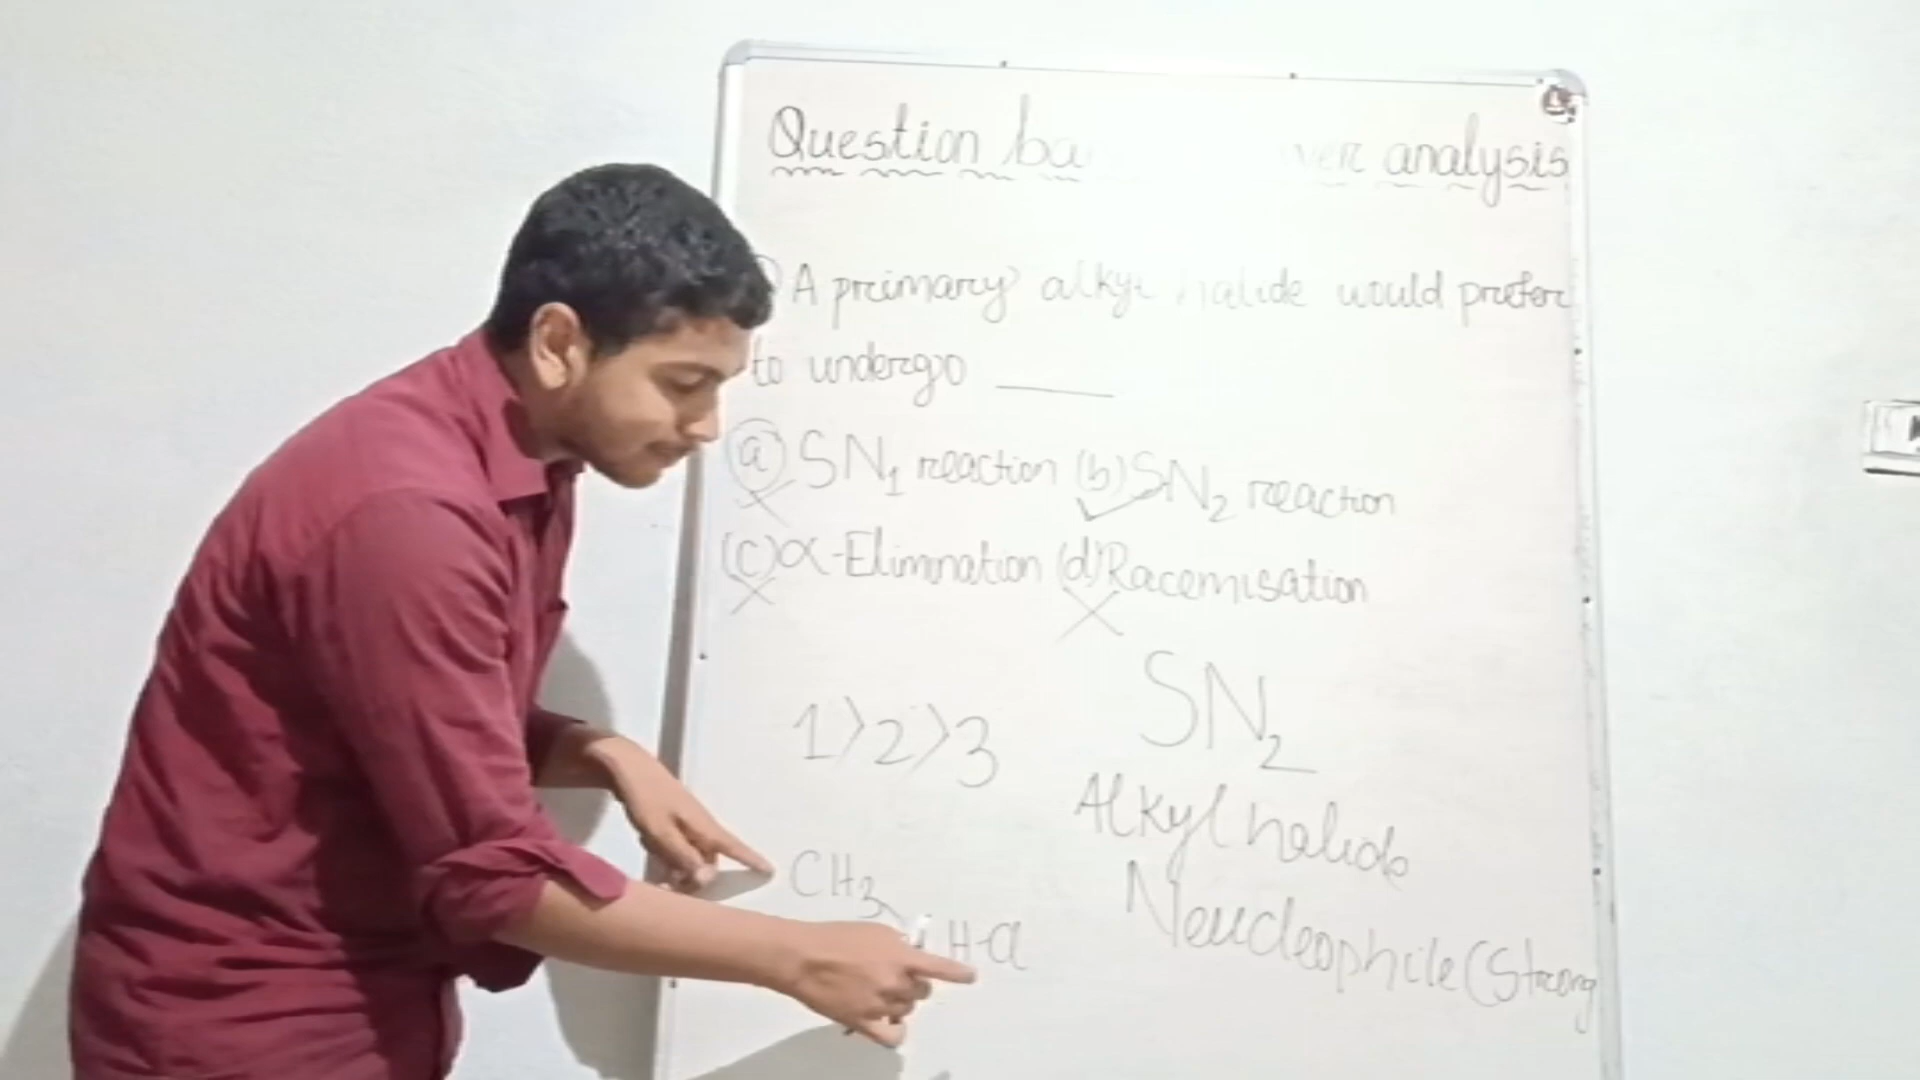 Question ba wer analysis
A primary alkyl halide would prefer
to undergo ____
(a) SN1 reaction (b) SN2 reaction
(c) α-Elimination (d) Racemisation
1>2>3
SN2
Alkyl halide
Neucleophile (Strong
CH3
H-Cl